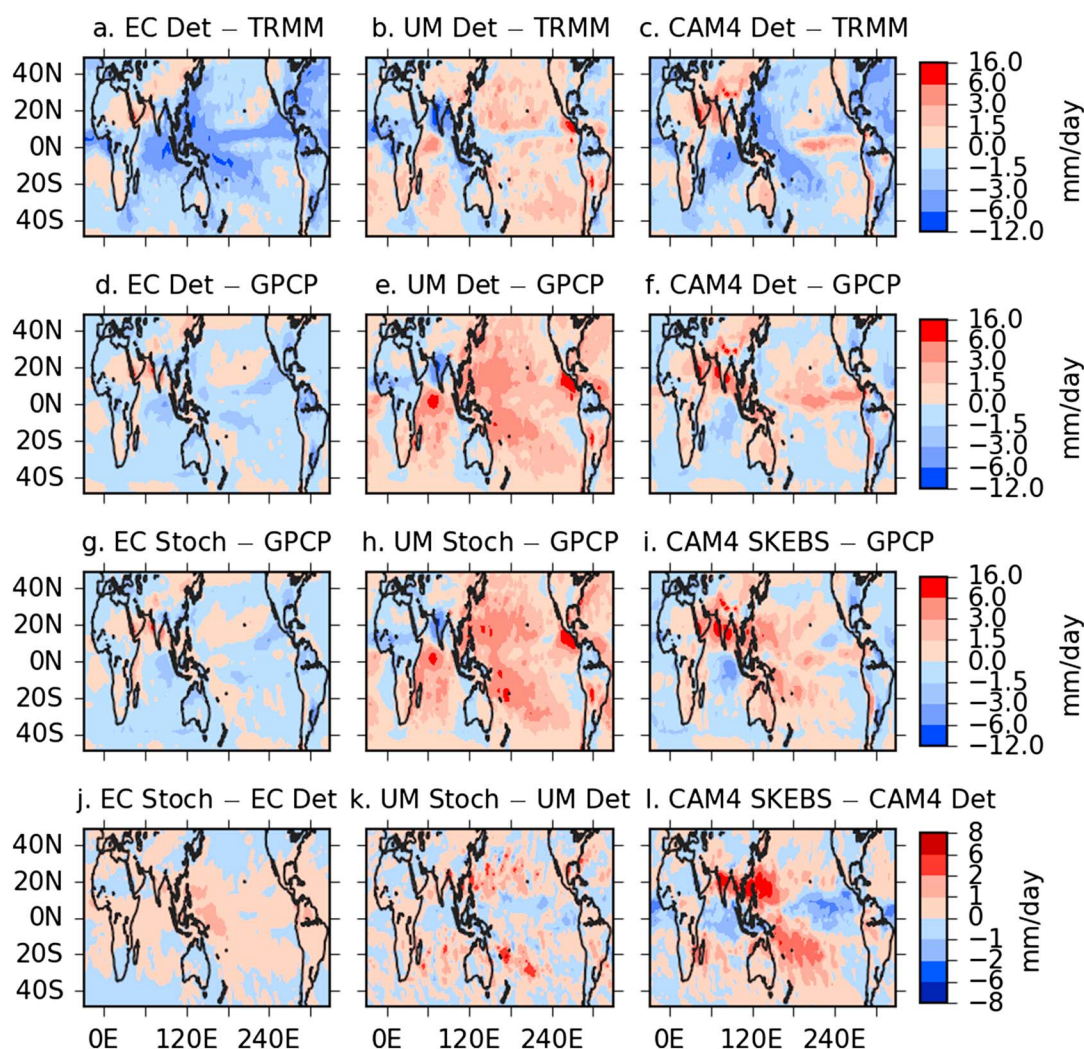 a. EC Det – TRMM
b. UM Det – TRMM
c. CAM4 Det – TRMM
40N
20N
0N
20S
40S
16.0
6.0
3.0
1.5
0.0
−1.5
−3.0
−6.0
−12.0
mm/day
d. EC Det – GPCP
e. UM Det – GPCP
f. CAM4 Det – GPCP
40N
20N
0N
20S
40S
16.0
6.0
3.0
1.5
0.0
−1.5
−3.0
−6.0
−12.0
mm/day
g. EC Stoch – GPCP
h. UM Stoch – GPCP
i. CAM4 SKEBS – GPCP
40N
20N
0N
20S
40S
16.0
6.0
3.0
1.5
0.0
−1.5
−3.0
−6.0
−12.0
mm/day
j. EC Stoch – EC Det
k. UM Stoch – UM Det
l. CAM4 SKEBS – CAM4 Det
40N
20N
0N
20S
40S
8
6
2
1
0
−1
−2
−6
−8
mm/day
0E 120E 240E
0E 120E 240E
0E 120E 240E